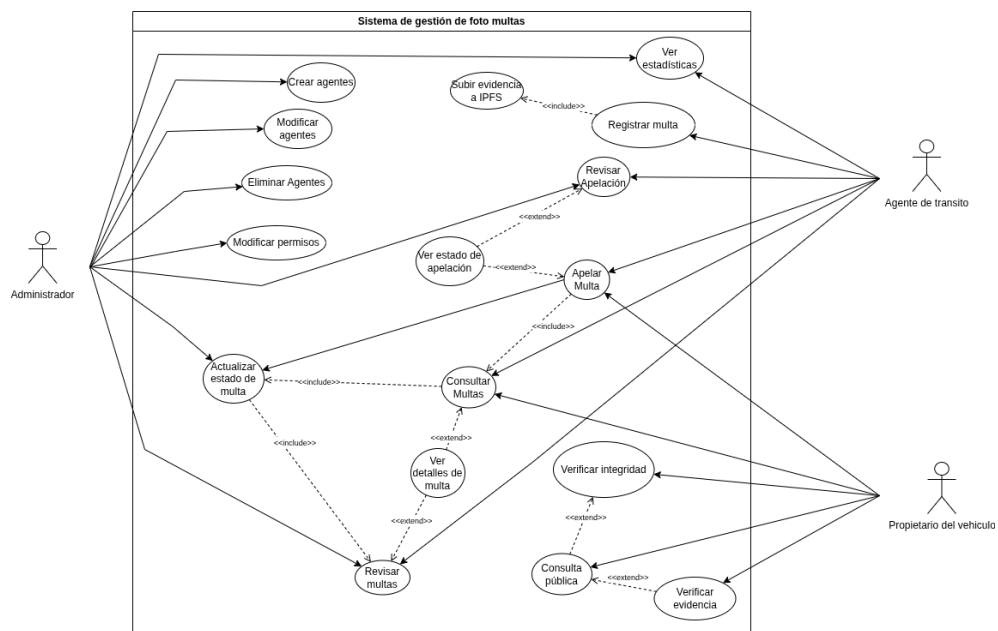 Sistema de gestión de foto multas
Ver
estadísticas
Crear agentes
Subir evidencia
a IPFS
<<include>>
Modificar
agentes
Registrar multa
Revisar
Apelación
Eliminar Agentes
Agente de transito
<<extend>>
Modificar permisos
Ver estado de
apelación
<<extend>>
Apelar
Multa
Administrador
<<include>>
Actualizar
estado de
multa
<<include>>
Consultar
Multas
<<include>>
<<extend>>
Ver
detalles de
multa
Verificar integridad
<<extend>>
<<extend>>
Propietario del vehiculo
Revisar
multas
Consulta
pública
<<extend>>
Verificar
evidencia